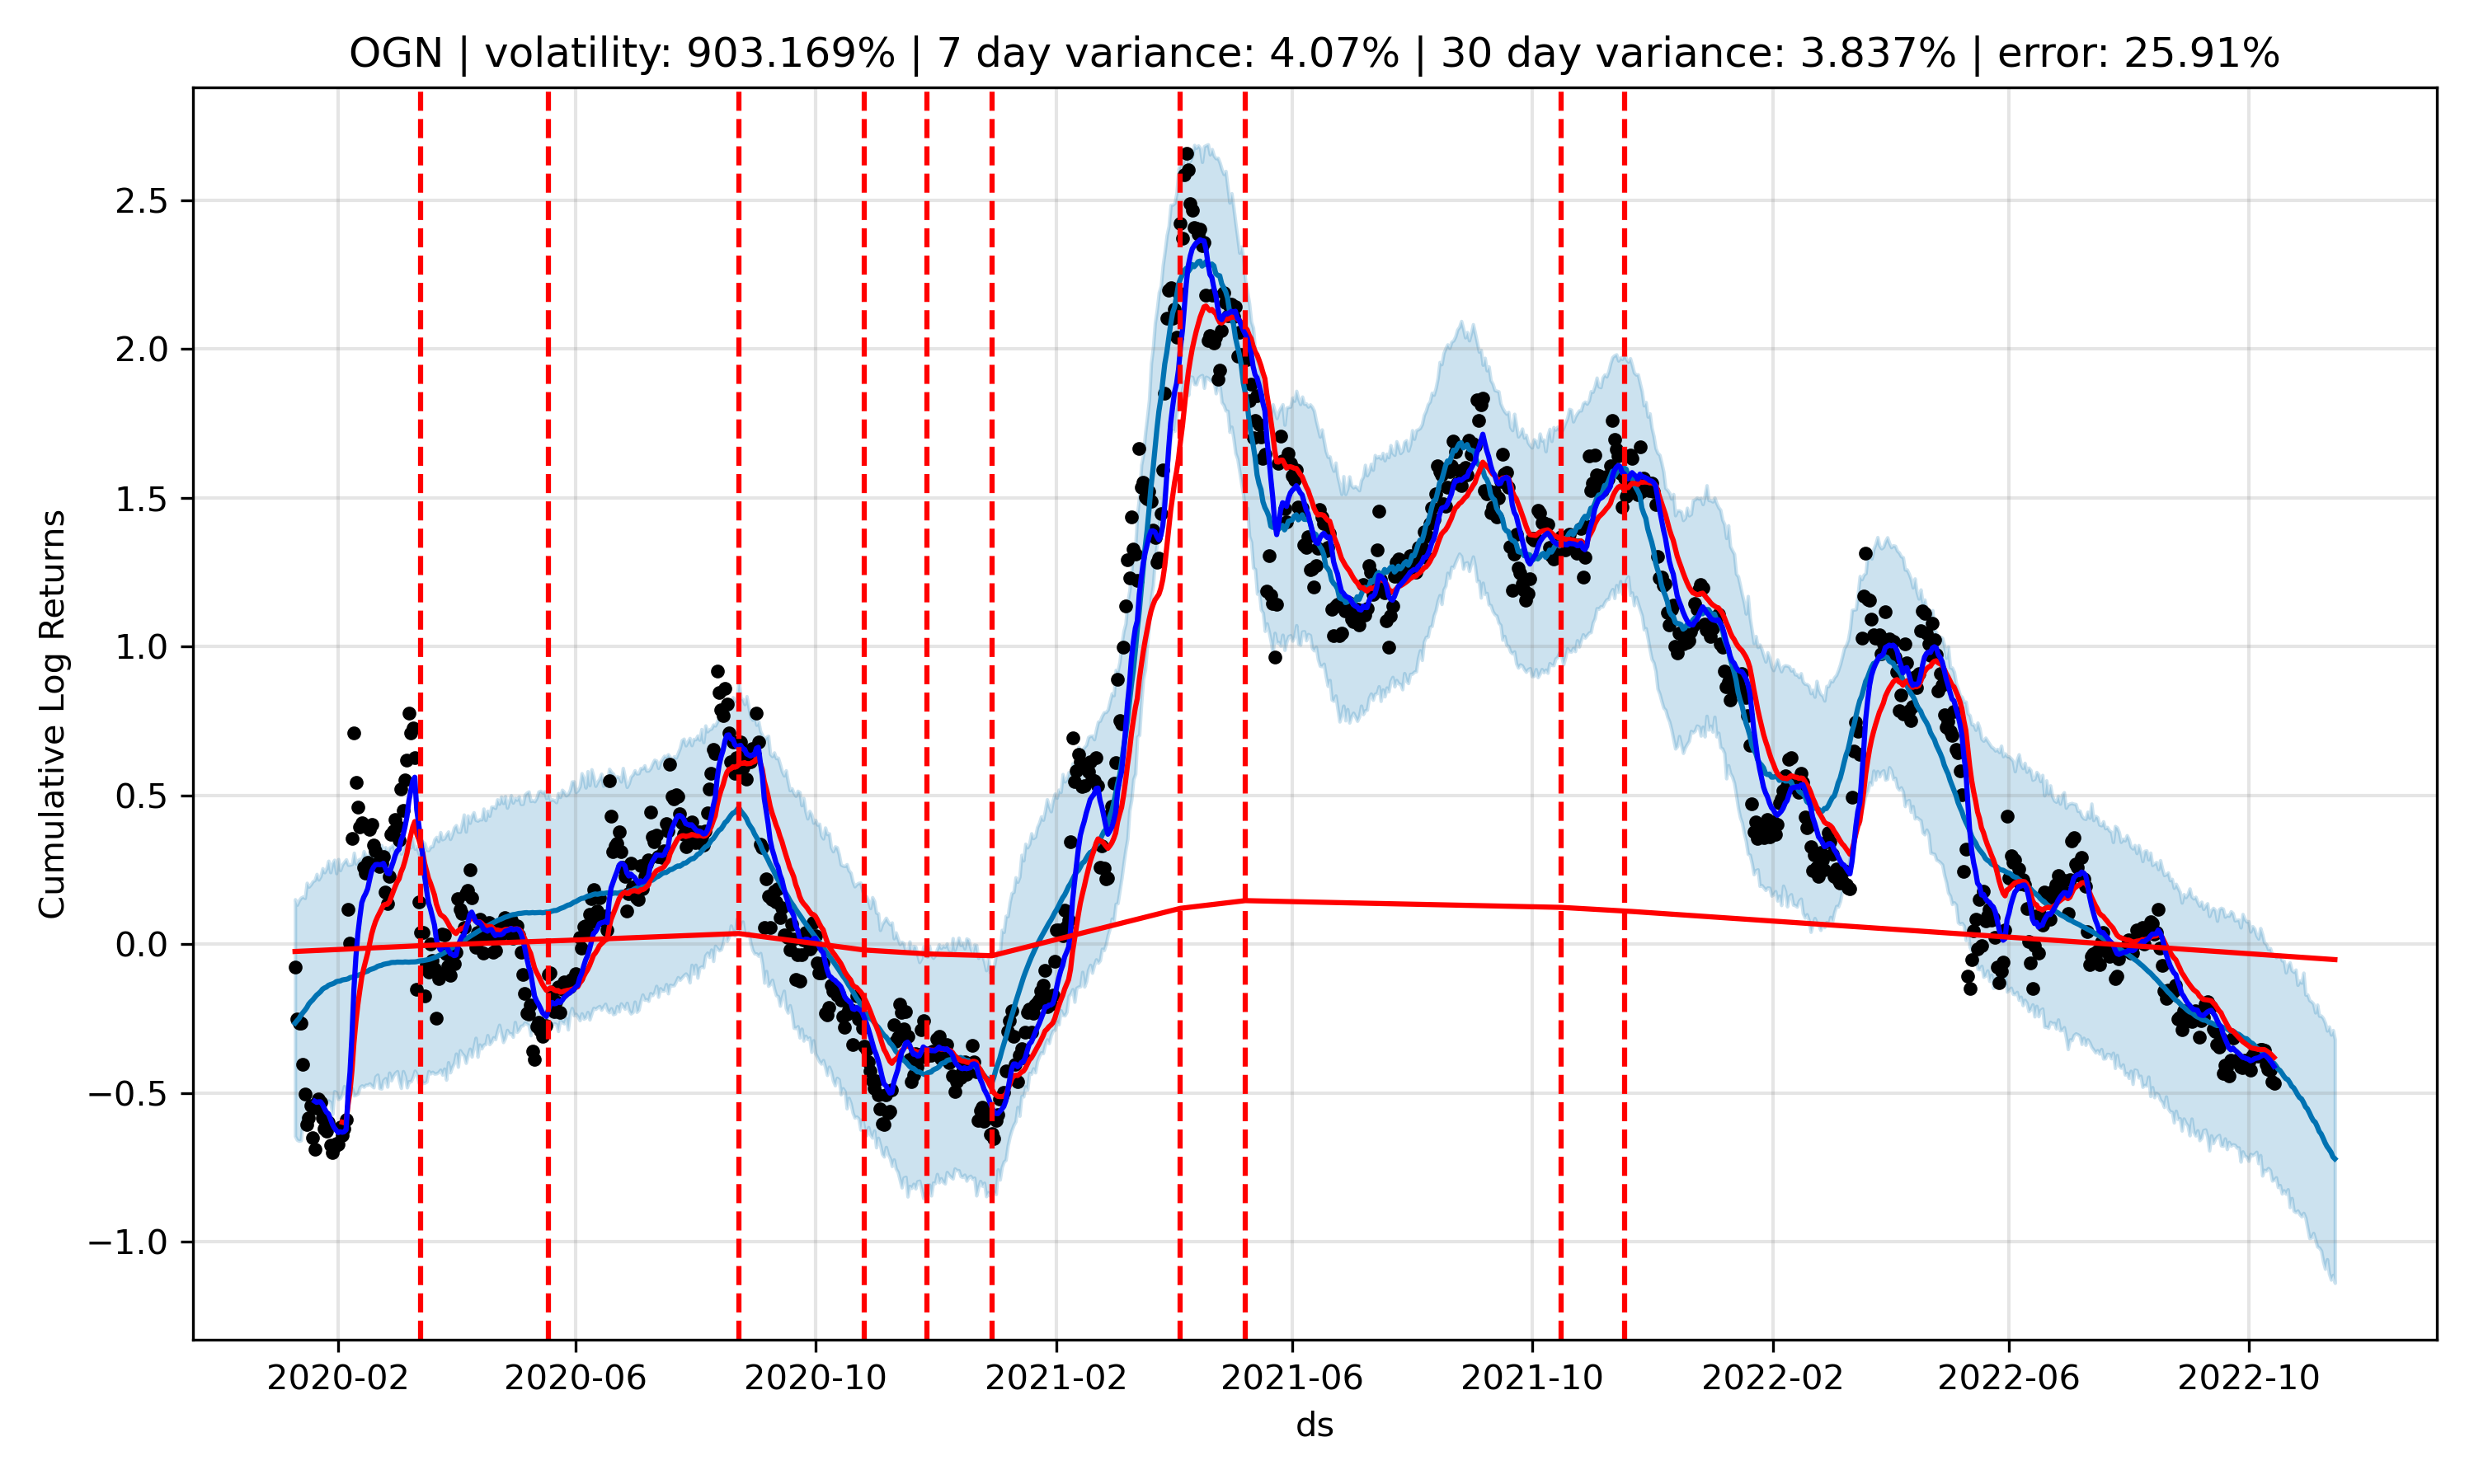 OGN | volatility: 903.169% | 7 day variance: 4.07% | 30 day variance: 3.837% | error: 25.91%
Cumulative Log Returns
2.5
2.0
1.5
1.0
0.5
0.0
−0.5
−1.0
2020-02 2020-06 2020-10 2021-02 2021-06 2021-10 2022-02 2022-06 2022-10
ds